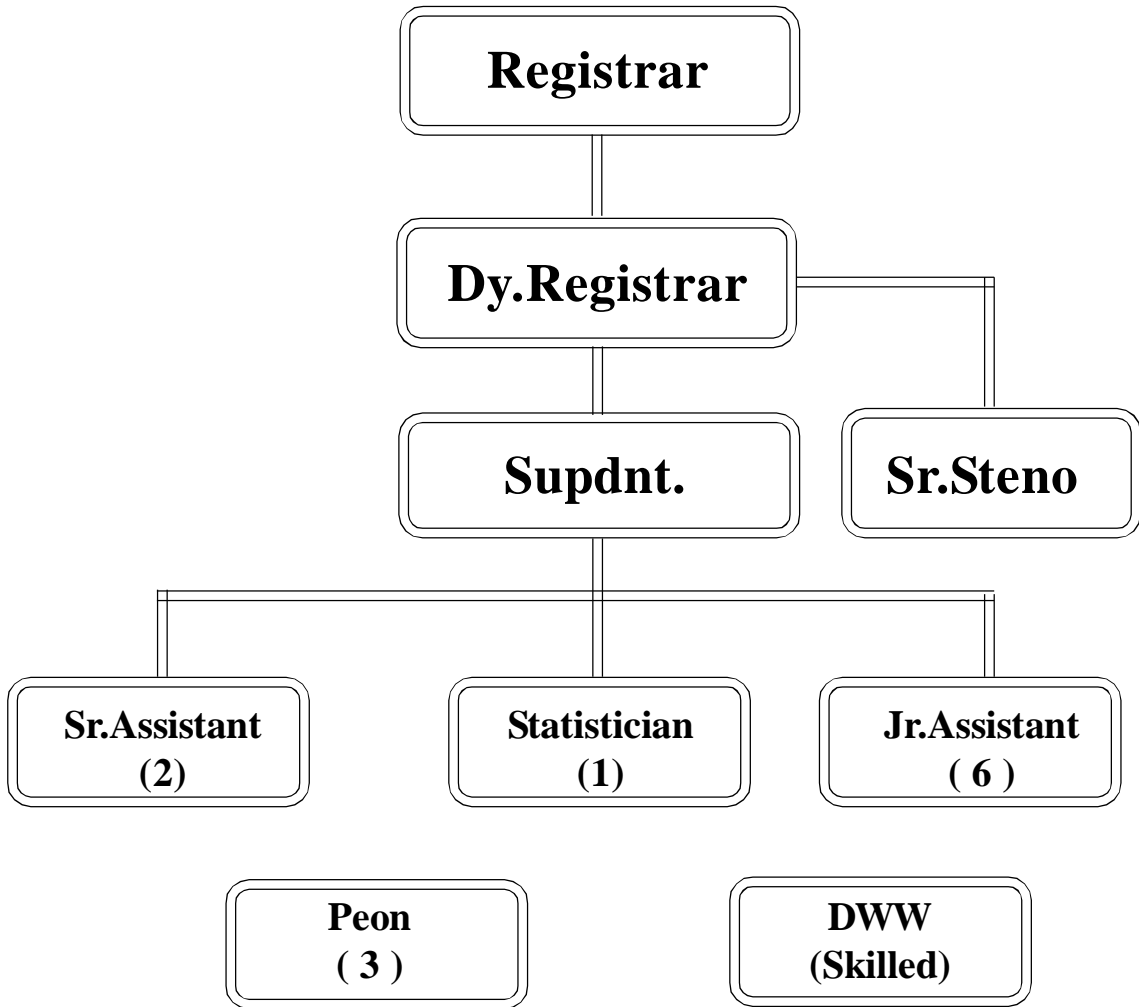 Registrar
Dy.Registrar
Supdnt.
Sr.Steno
Sr.Assistant
(2)
Statistician
(1)
Jr.Assistant
( 6 )
Peon
( 3 )
DWW
(Skilled)